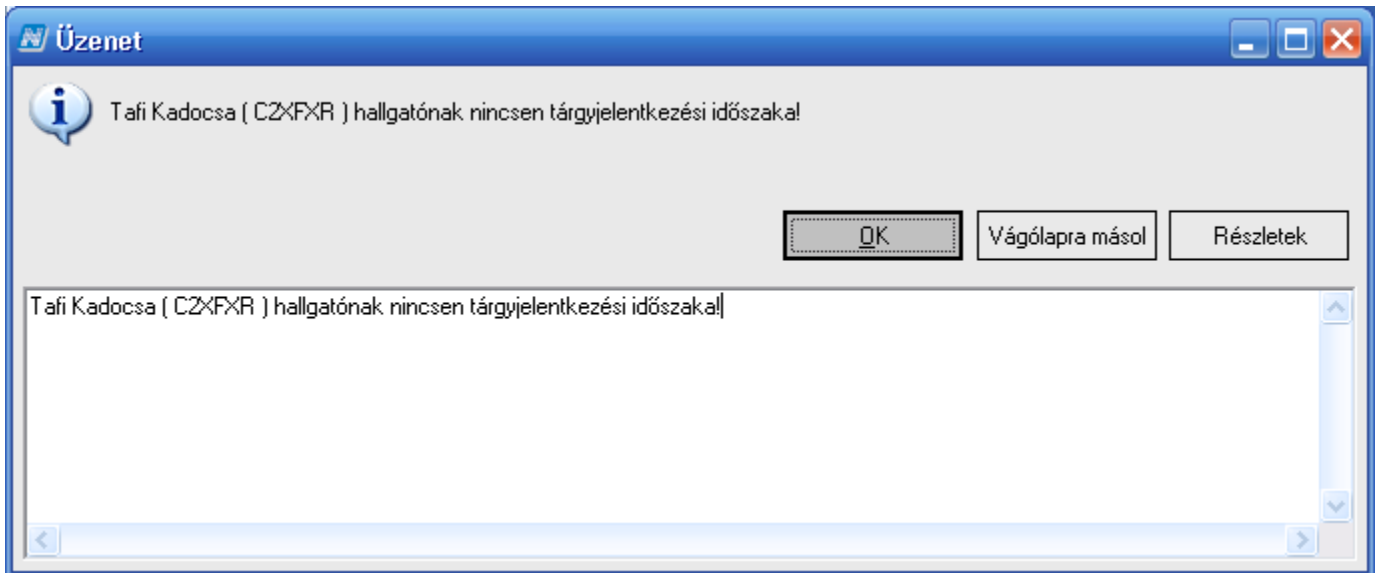 Üzenet
Tafi Kadocsa ( C2XFXR ) hallgatónak nincsen tárgyjelentkezési időszaka!
OK Vágólapra másol Részletek
Tafi Kadocsa ( C2XFXR ) hallgatónak nincsen tárgyjelentkezési időszaka!